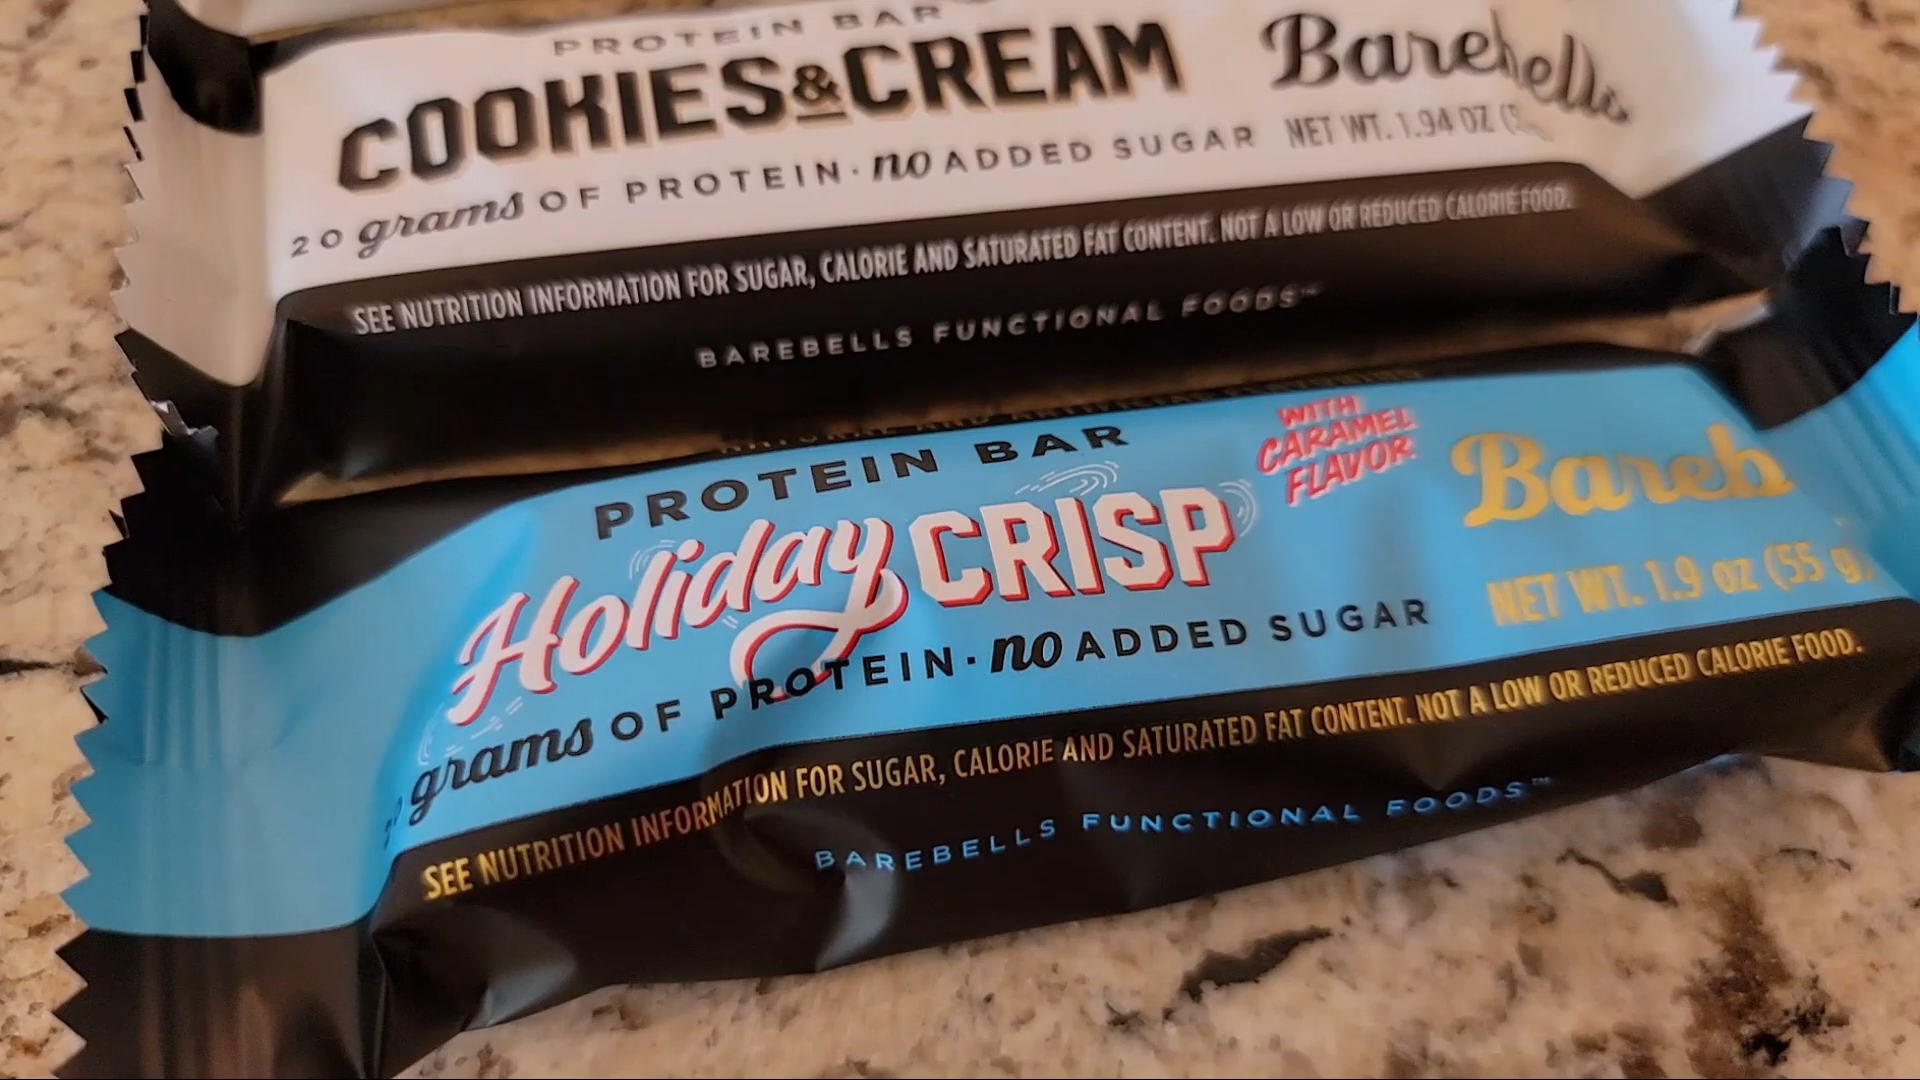 PROTEIN BAR
COOKIES&CREAM
Barebells
20 grams OF PROTEIN · no ADDED SUGAR
NET WT. 1.94 OZ
SEE NUTRITION INFORMATION FOR SUGAR, CALORIE AND SATURATED FAT CONTENT. NOT A LOW OR REDUCED CALORIE FOOD.
BAREBELLS FUNCTIONAL FOODS™
NATURAL AND ARTIFICIAL
PROTEIN BAR
Holiday CRISP
WITH
CARAMEL
FLAVOR
Bareb
grams OF PROTEIN · no ADDED SUGAR
NET WT. 1.9 oz (55 g)
SEE NUTRITION INFORMATION FOR SUGAR, CALORIE AND SATURATED FAT CONTENT. NOT A LOW OR REDUCED CALORIE FOOD.
BAREBELLS FUNCTIONAL FOODS™